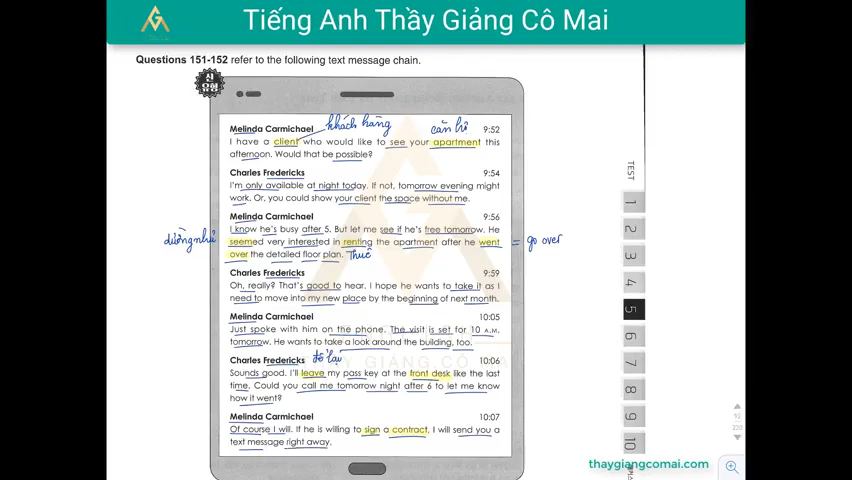 Tiếng Anh Thầy Giảng Cô Mai
Questions 151-152 refer to the following text message chain.
khách hàng
căn hộ
Melinda Carmichael 9:52
I have a client who would like to see your apartment this
afternoon. Would that be possible?
Charles Fredericks 9:54
I'm only available at night today. If not, tomorrow evening might
work. Or, you could show your client the space without me.
Melinda Carmichael 9:56
I know he's busy after 5. But let me see if he's free tomorrow. He
dường như seemed very interested in renting the apartment after he went = go over
over the detailed floor plan. Thuê
Charles Fredericks 9:59
Oh, really? That's good to hear. I hope he wants to take it as I
need to move into my new place by the beginning of next month.
Melinda Carmichael 10:05
Just spoke with him on the phone. The visit is set for 10 A.M.
tomorrow. He wants to take a look around the building, too.
Charles Fredericks để lại 10:06
Sounds good. I'll leave my pass key at the front desk like the last
time. Could you call me tomorrow night after 6 to let me know
how it went?
Melinda Carmichael 10:07
Of course I will. If he is willing to sign a contract, I will send you a
text message right away.
TEST
1
2
3
4
5
6
7
8
9
10
thaygiangcomai.com